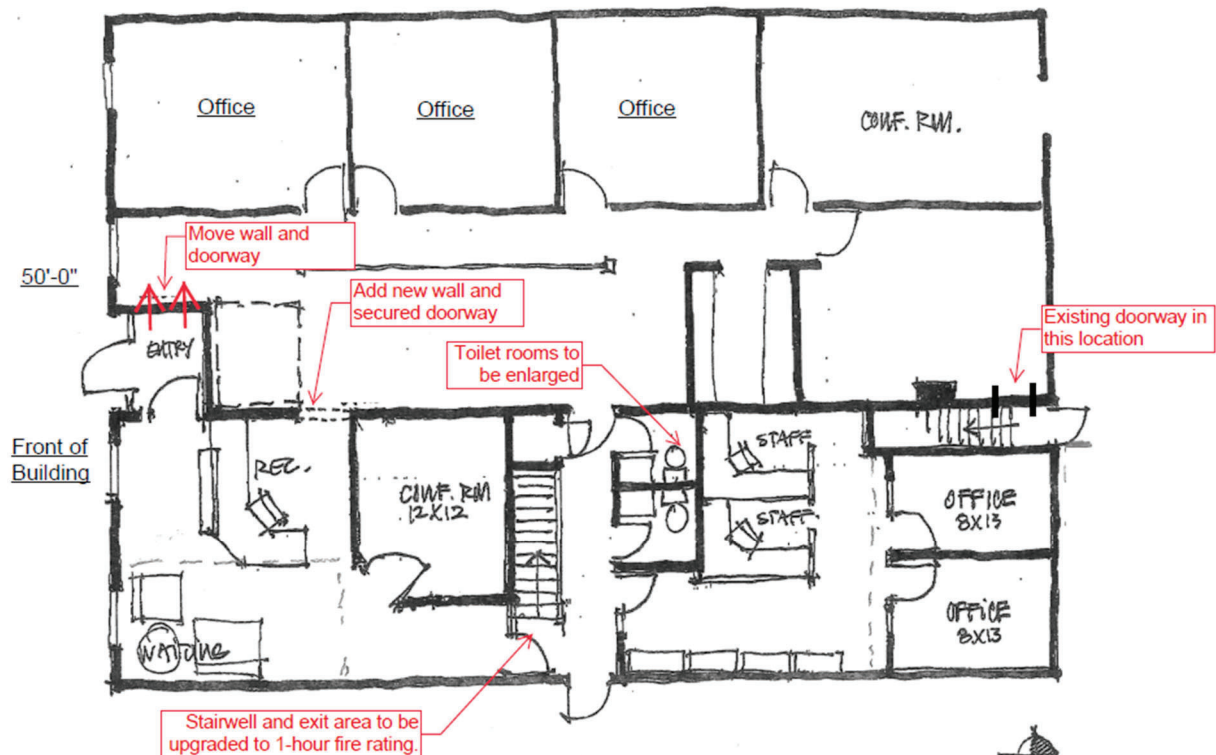 Office
Office
Office
CONF. RM.
Move wall and
doorway
50'-0"
Add new wall and
secured doorway
Existing doorway in
this location
ENTRY
Toilet rooms to
be enlarged
Front of
Building
REC.
CONF. RM
12X12
STAFF
STAFF.
OFFICE
8X13
OFFICE
8X13
WAITING
Stairwell and exit area to be
upgraded to 1-hour fire rating.